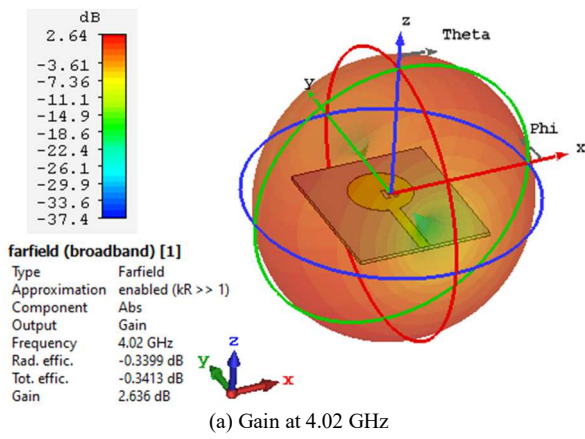 dB
2.64
-3.61
-7.36
-11.1
-14.9
-18.6
-22.4
-26.1
-29.9
-33.6
-37.4
z
Theta
y
Phi
x
farfield (broadband) [1]
Type Farfield
Approximation enabled (kR >> 1)
Component Abs
Output Gain
Frequency 4.02 GHz
Rad. effic. -0.3399 dB
Tot. effic. -0.3413 dB
Gain 2.636 dB
y
z
x
(a) Gain at 4.02 GHz